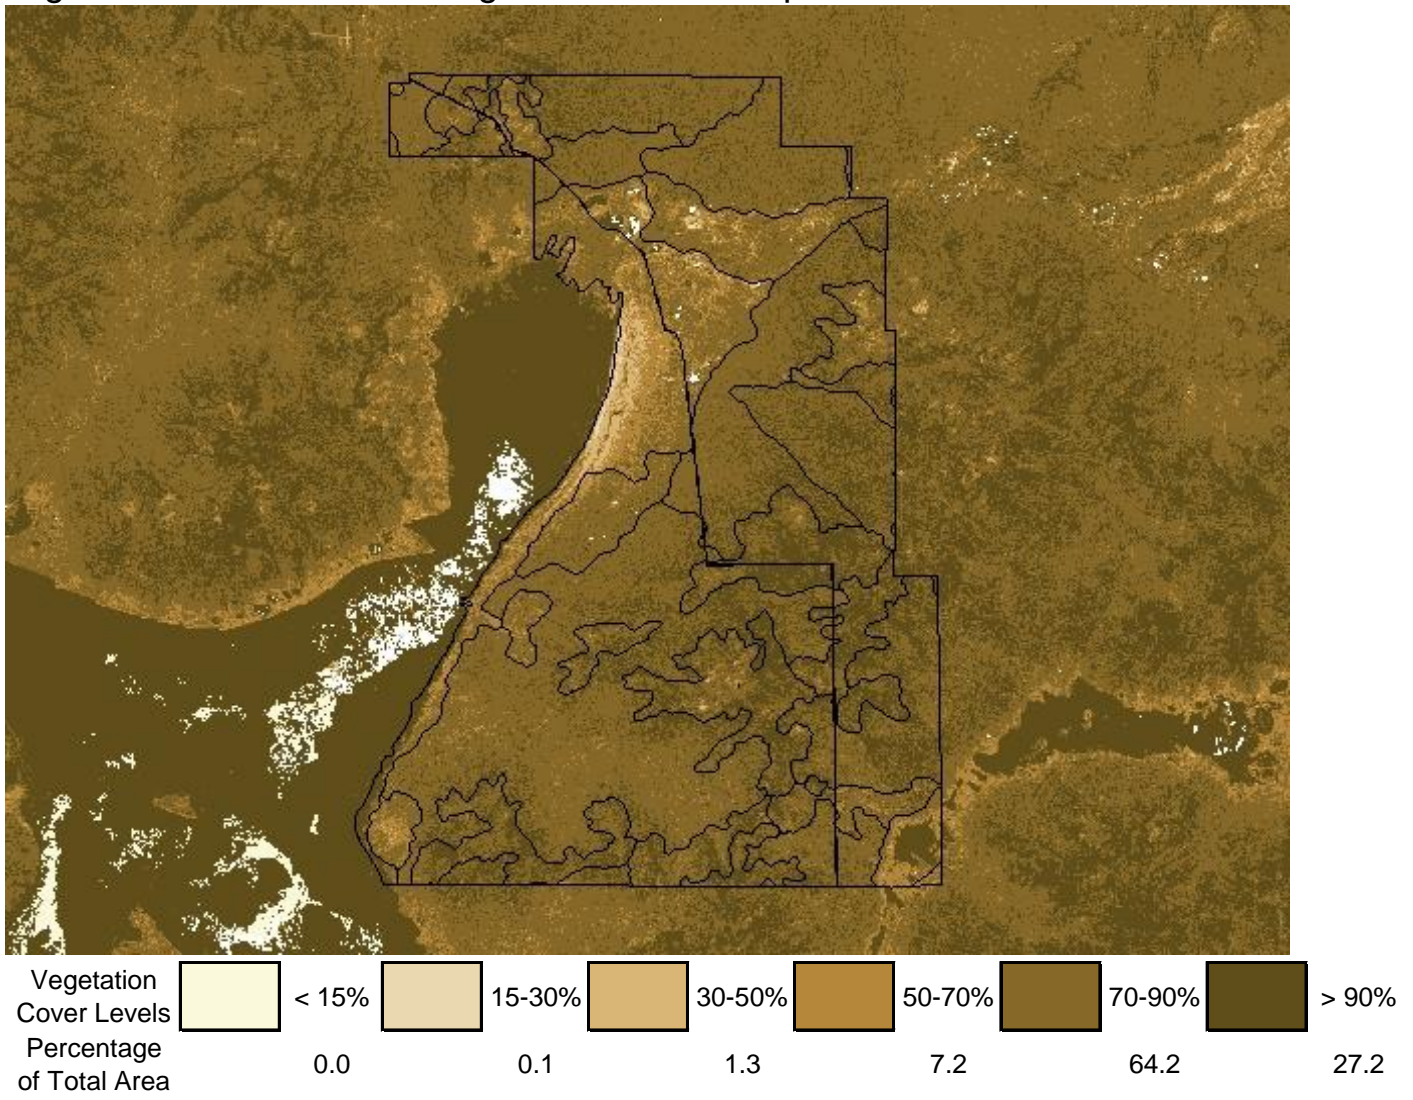 Vegetation Cover Levels < 15% 15-30% 30-50% 50-70% 70-90% > 90%
Percentage of Total Area 0.0 0.1 1.3 7.2 64.2 27.2